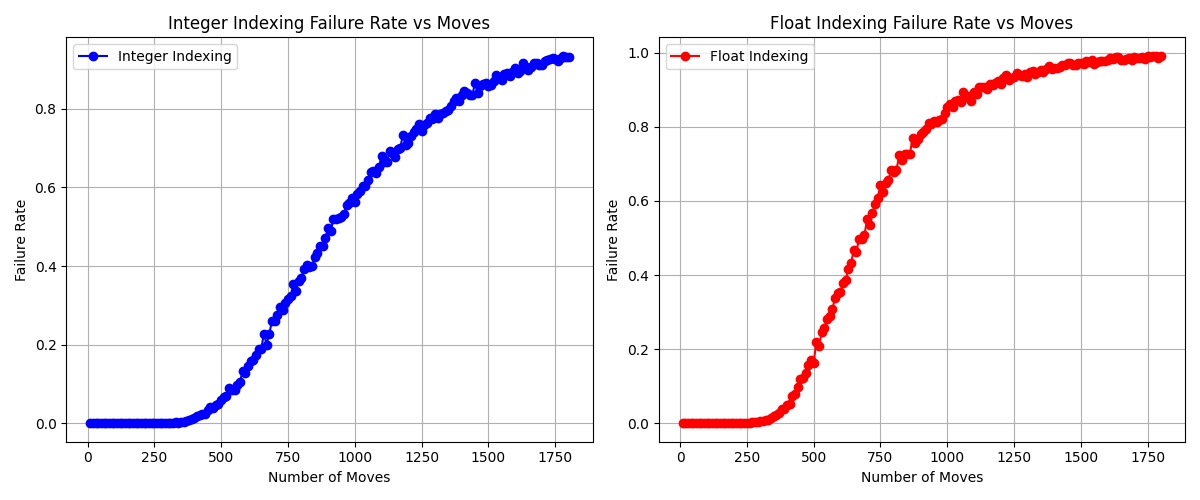 Integer Indexing Failure Rate vs Moves
Integer Indexing
Failure Rate
0.8
0.6
0.4
0.2
0.0
0 250 500 750 1000 1250 1500 1750
Number of Moves
Float Indexing Failure Rate vs Moves
Float Indexing
Failure Rate
1.0
0.8
0.6
0.4
0.2
0.0
0 250 500 750 1000 1250 1500 1750
Number of Moves